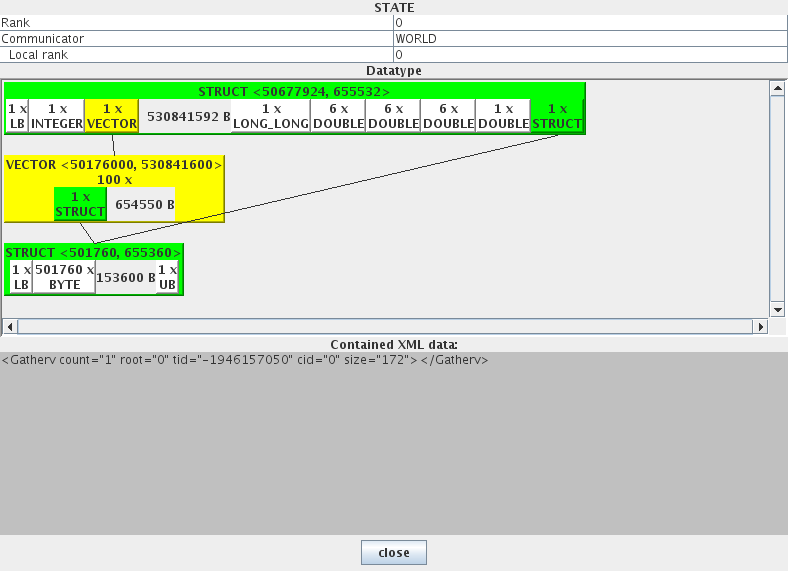 STATE
Rank 0
Communicator WORLD
Local rank 0
Datatype
STRUCT <50677924, 655532>
1 x 1 x 1 x 530841592 B 1 x 6 x 6 x 6 x 1 x 1 x
LB INTEGER VECTOR LONG_LONG DOUBLE DOUBLE DOUBLE DOUBLE STRUCT
VECTOR <50176000, 530841600>
100 x
1 x 654550 B
STRUCT
STRUCT <501760, 655360>
1 x 501760 x 153600 B 1 x
LB BYTE UB
Contained XML data:
<Gatherv count="1" root="0" tid="-1946157050" cid="0" size="172"></Gatherv>
close